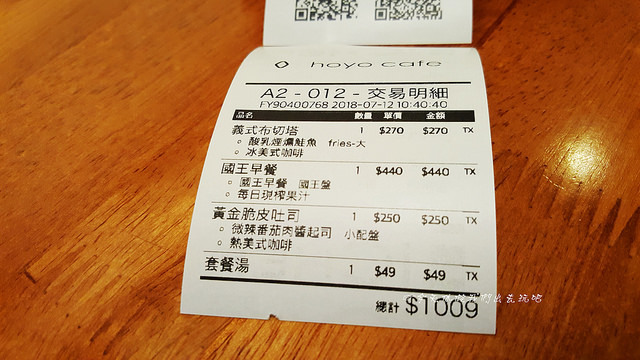 hoyo cafe
A2 - 012 - 交易明細
FY90400768 2018-07-12 10:40:40
品名 數量 單價 金額
義式布切塔 1 $270 $270 TX
酸乳煙燻鮭魚 fries-大
冰美式咖啡
國王早餐 1 $440 $440 TX
國王早餐 國王盤
每日現榨果汁
黃金脆皮吐司 1 $250 $250 TX
微辣番茄肉醬起司 小配盤
熱美式咖啡
套餐湯 1 $49 $49 TX
總計 $1009